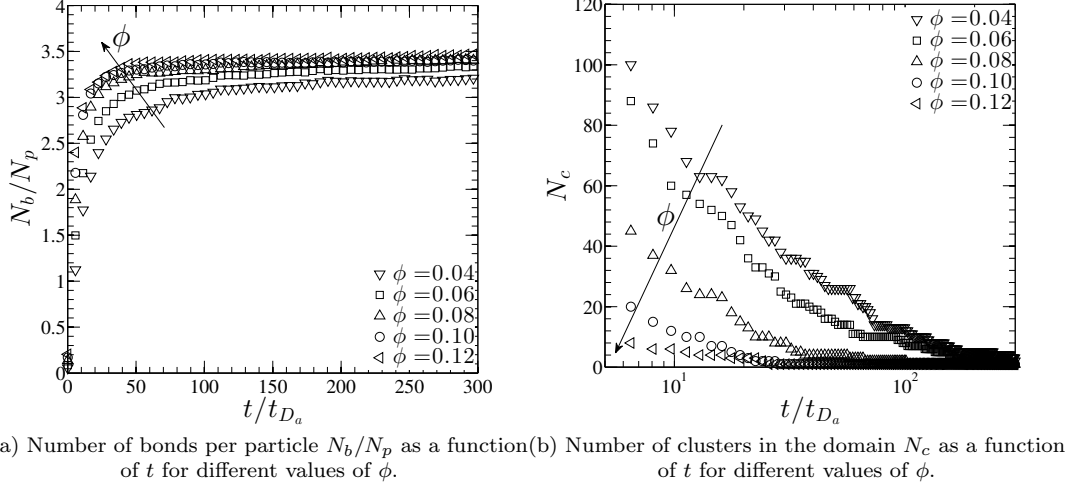 4
3.5
3
2.5
2
1.5
1
0.5
0
0 50 100 150 200 250 300
N_b/N_p
t/t_{D_a}
ϕ
ϕ =0.04
ϕ =0.06
ϕ =0.08
ϕ =0.10
ϕ =0.12
120
100
80
60
40
20
0
10^1 10^2
N_c
t/t_{D_a}
ϕ
ϕ =0.04
ϕ =0.06
ϕ =0.08
ϕ =0.10
ϕ =0.12
a) Number of bonds per particle N_b/N_p as a function
of t for different values of ϕ.
(b) Number of clusters in the domain N_c as a function
of t for different values of ϕ.